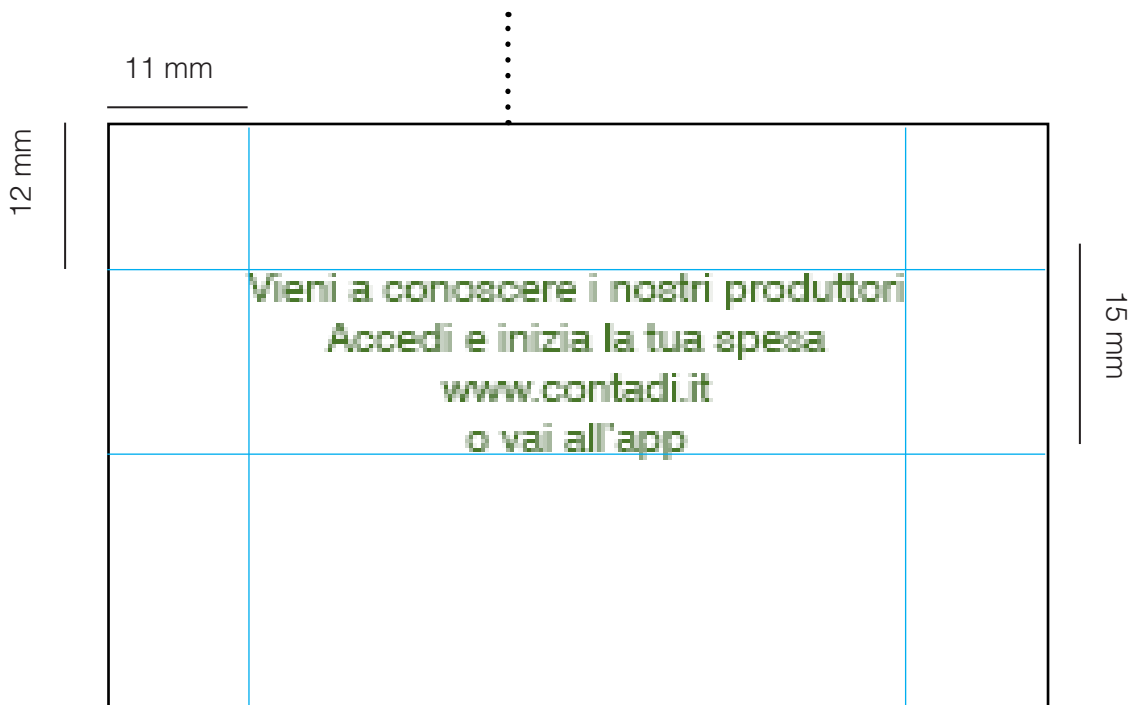 11 mm
12 mm
Vieni a conoscere i nostri produttori
Accedi e inizia la tua spesa
www.contadi.it
o vai all'app
15 mm